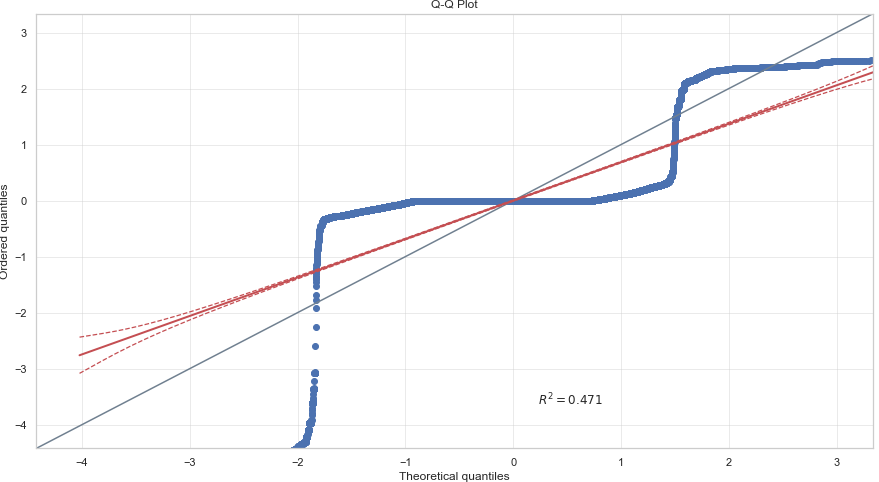 Q-Q Plot
3
2
1
0
−1
−2
−3
−4
Ordered quantiles
R² = 0.471
−4 −3 −2 −1 0 1 2 3
Theoretical quantiles